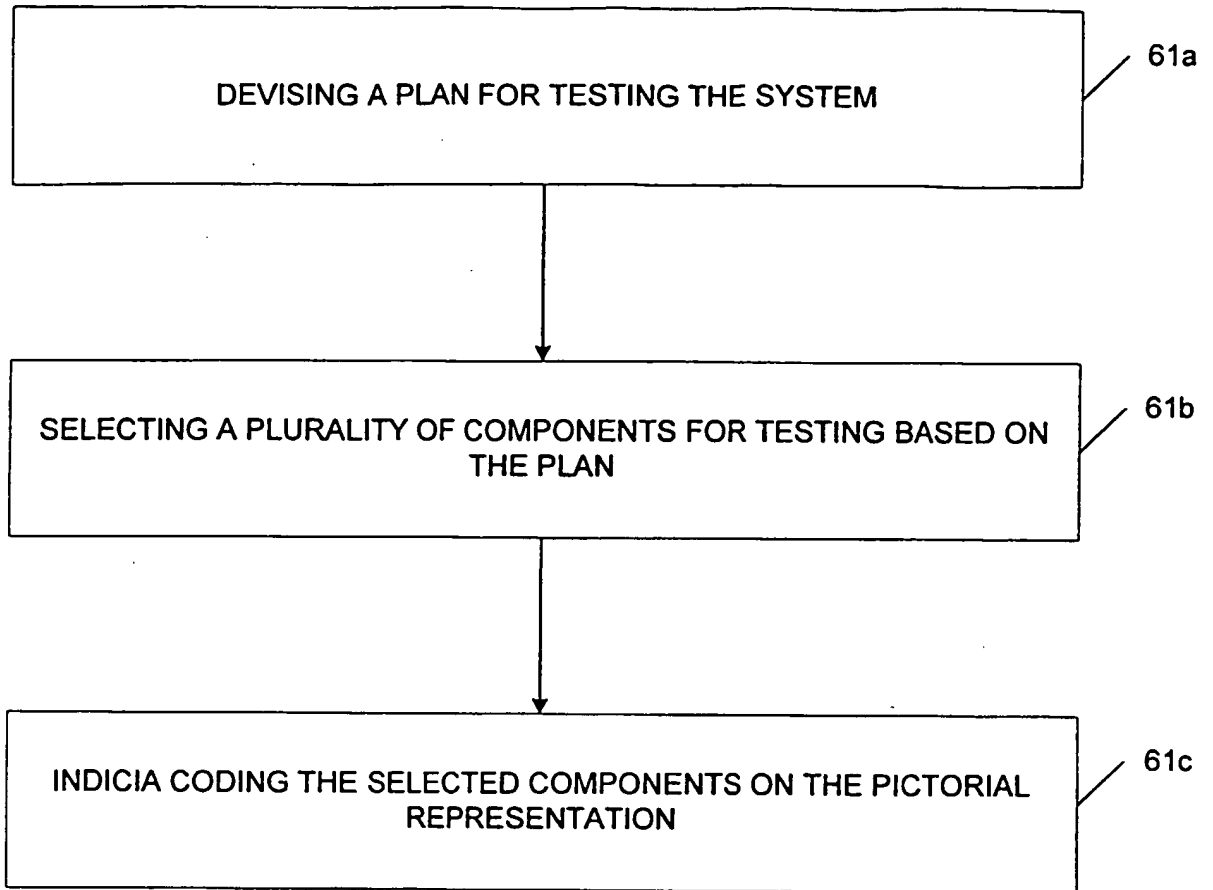 DEVISING A PLAN FOR TESTING THE SYSTEM
61a
SELECTING A PLURALITY OF COMPONENTS FOR TESTING BASED ON
THE PLAN
61b
INDICIA CODING THE SELECTED COMPONENTS ON THE PICTORIAL
REPRESENTATION
61c